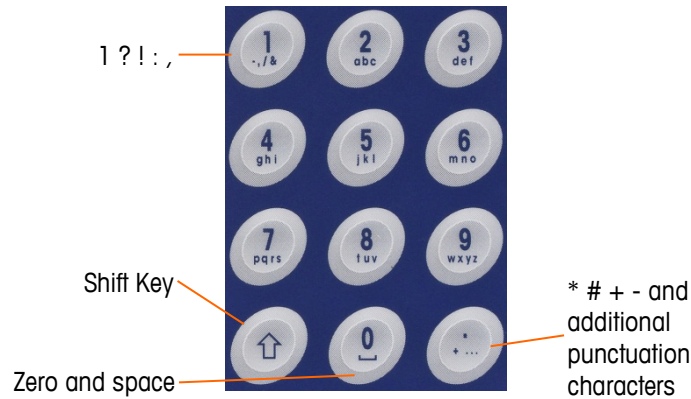 1 ? ! : ,
1
-,/&
2
abc
3
def
4
ghi
5
jkl
6
mno
7
pqrs
8
tuv
9
wxyz
Shift Key
0
+ ...
Zero and space
* # + - and
additional
punctuation
characters